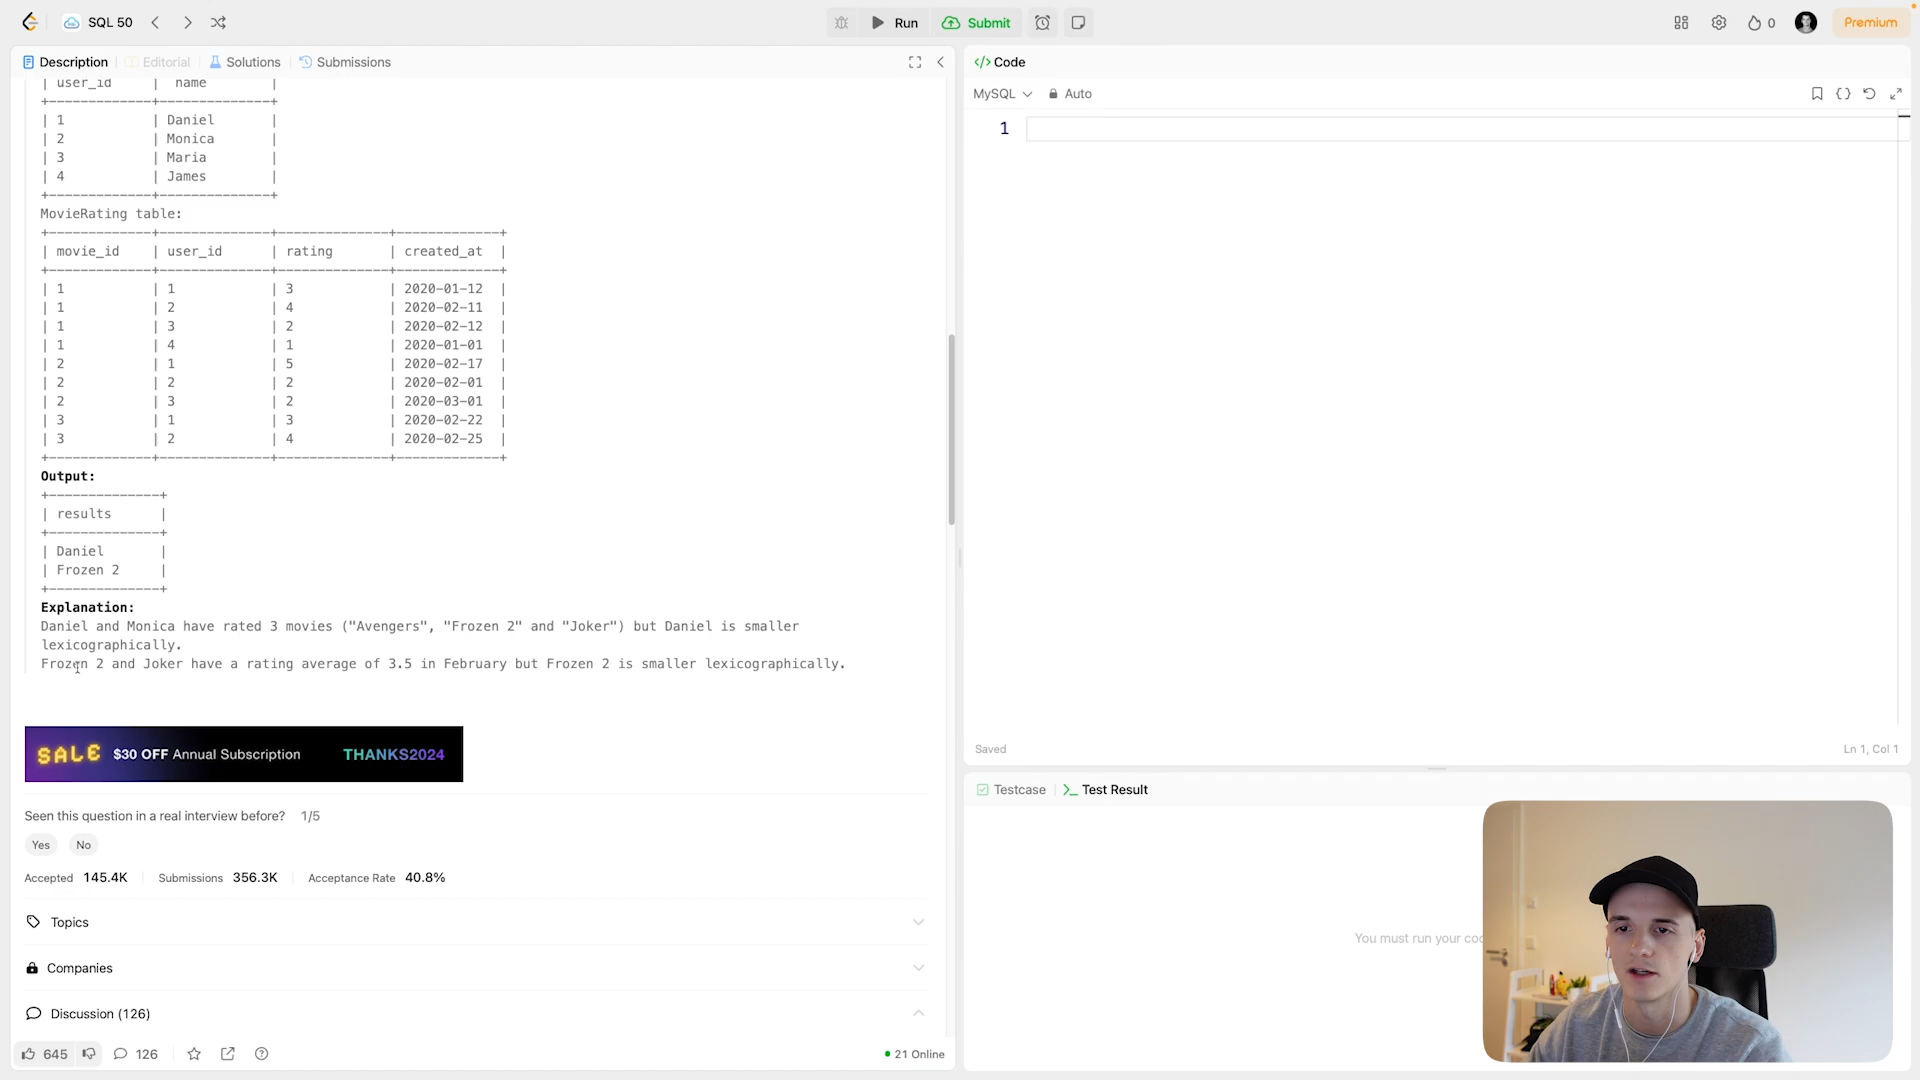 SQL 50
Run
Submit
0
Premium
Description
Editorial
Solutions
Submissions
| user_id | name |
+-------------+--------------+
| 1 | Daniel |
| 2 | Monica |
| 3 | Maria |
| 4 | James |
+-------------+--------------+
MovieRating table:
+-------------+--------------+--------------+-------------+
| movie_id | user_id | rating | created_at |
+-------------+--------------+--------------+-------------+
| 1 | 1 | 3 | 2020-01-12 |
| 1 | 2 | 4 | 2020-02-11 |
| 1 | 3 | 2 | 2020-02-12 |
| 1 | 4 | 1 | 2020-01-01 |
| 2 | 1 | 5 | 2020-02-17 |
| 2 | 2 | 2 | 2020-02-01 |
| 2 | 3 | 2 | 2020-03-01 |
| 3 | 1 | 3 | 2020-02-22 |
| 3 | 2 | 4 | 2020-02-25 |
+-------------+--------------+--------------+-------------+
Output:
+--------------+
| results |
+--------------+
| Daniel |
| Frozen 2 |
+--------------+
Explanation:
Daniel and Monica have rated 3 movies ("Avengers", "Frozen 2" and "Joker") but Daniel is smaller
lexicographically.
Frozen 2 and Joker have a rating average of 3.5 in February but Frozen 2 is smaller lexicographically.
SALE $30 OFF Annual Subscription THANKS2024
Seen this question in a real interview before? 1/5
Yes No
Accepted 145.4K Submissions 356.3K Acceptance Rate 40.8%
Topics
Companies
Discussion (126)
645 126
21 Online
</> Code
MySQL Auto
1
Saved
Ln 1, Col 1
Testcase
>_ Test Result
You must run your